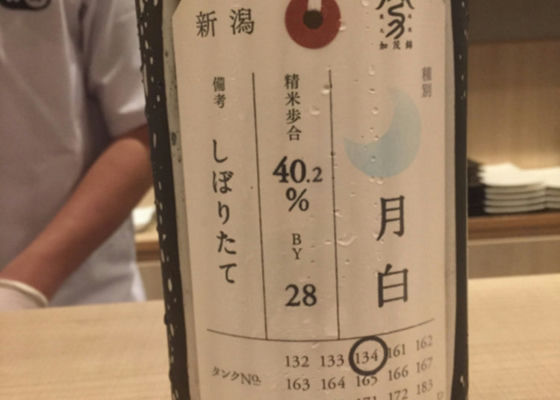 新潟
加茂錦
種別
月白
精米歩合
40.2
%
BY
28
備考
しぼりたて
タンクNo.
132 133 134 161 162
163 164 165 166 167
171 172 183